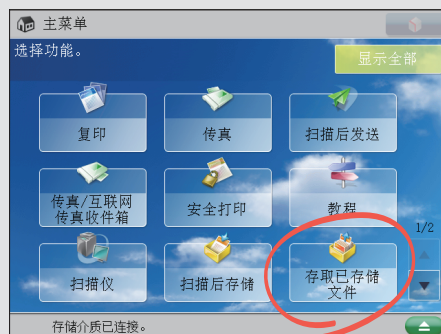 主菜单
选择功能。
显示全部
复印
传真
扫描后发送
传真/互联网
传真收件箱
安全打印
教程
1/2
扫描仪
扫描后存储
存取已存储
文件
存储介质已连接。